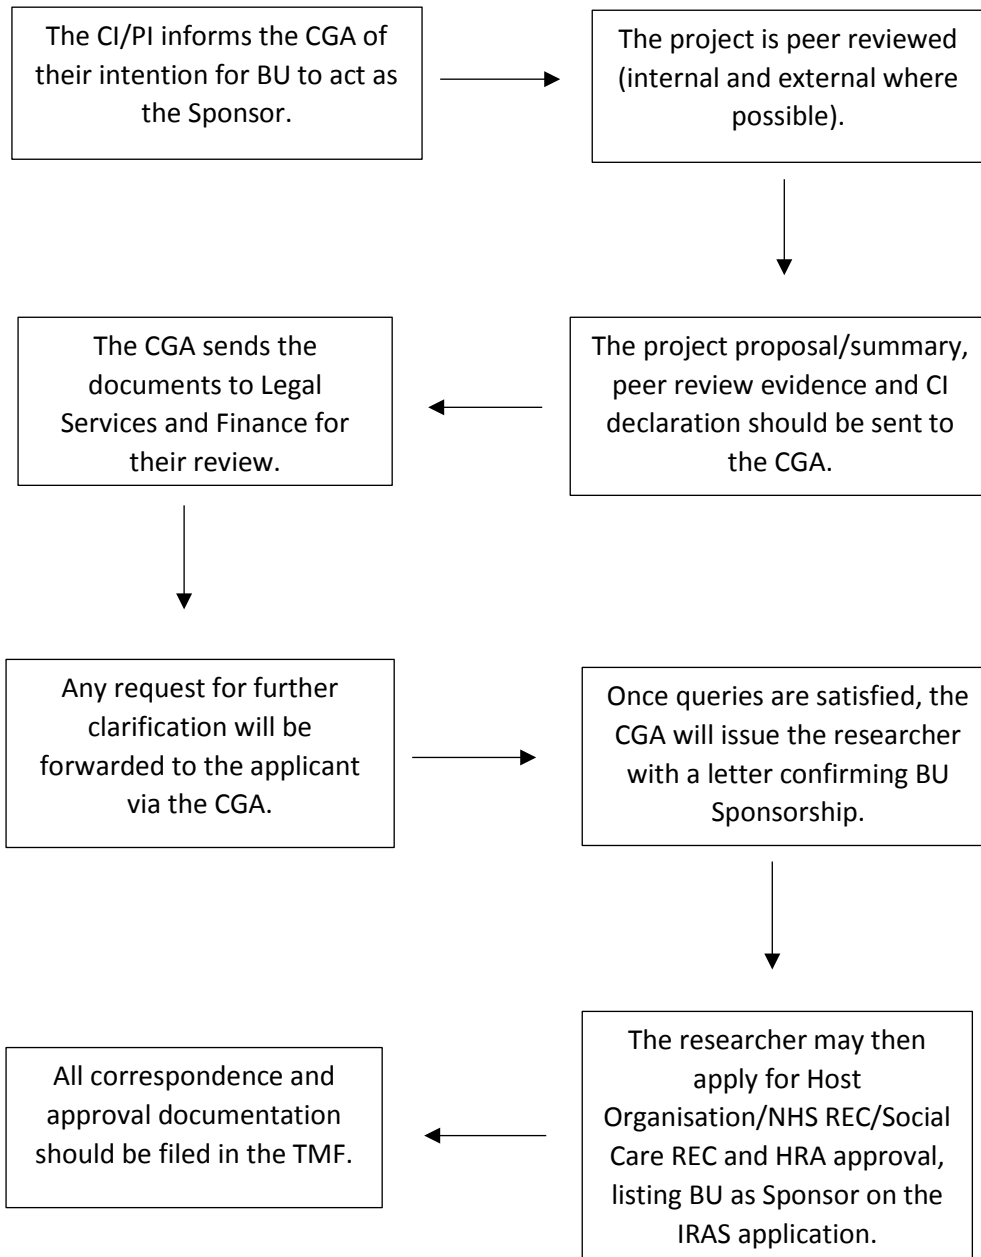 The CI/PI informs the CGA of
their intention for BU to act as
the Sponsor.
The project is peer reviewed
(internal and external where
possible).
The project proposal/summary,
peer review evidence and CI
declaration should be sent to
the CGA.
The CGA sends the
documents to Legal
Services and Finance for
their review.
Any request for further
clarification will be
forwarded to the applicant
via the CGA.
Once queries are satisfied, the
CGA will issue the researcher
with a letter confirming BU
Sponsorship.
The researcher may then
apply for Host
Organisation/NHS REC/Social
Care REC and HRA approval,
listing BU as Sponsor on the
IRAS application.
All correspondence and
approval documentation
should be filed in the TMF.